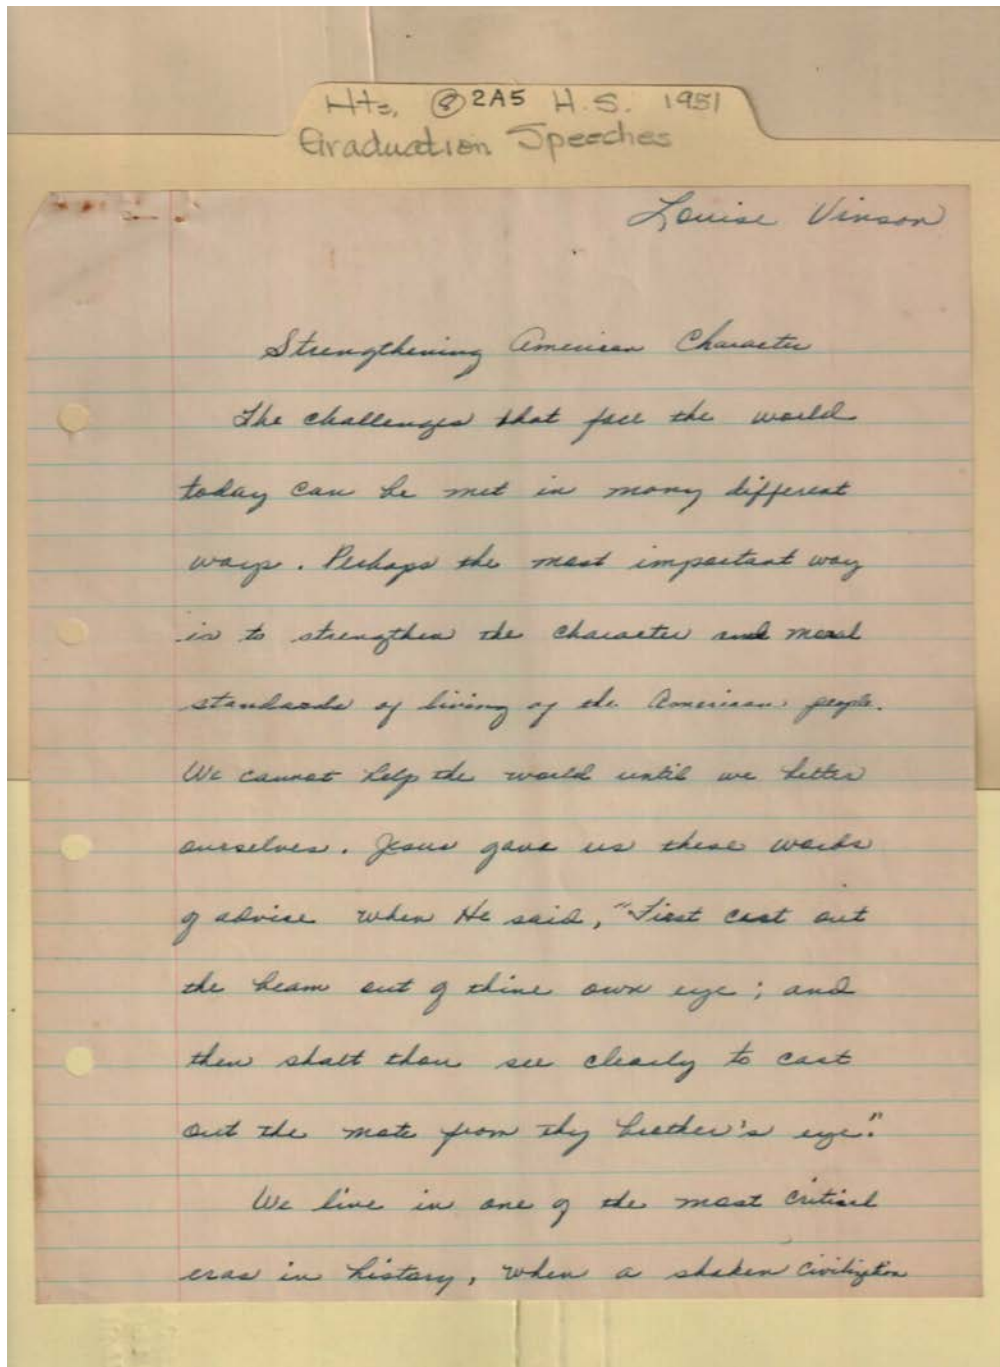 Hts. ⑧ 2A5 H.S. 1951
Graduation Speeches
Louise Vinson
Strengthening American Character
The challenges that face the world
today can be met in many different
ways. Perhaps the most important way
is to strengthen the character and moral
standards of living of the American people.
We cannot help the world until we better
ourselves. Jesus gave us these words
of advice when He said, "First cast out
the beam out of thine own eye; and
then shalt thou see clearly to cast
out the mote from thy brother's eye."
We live in one of the most critical
eras in history, when a shaken civilization